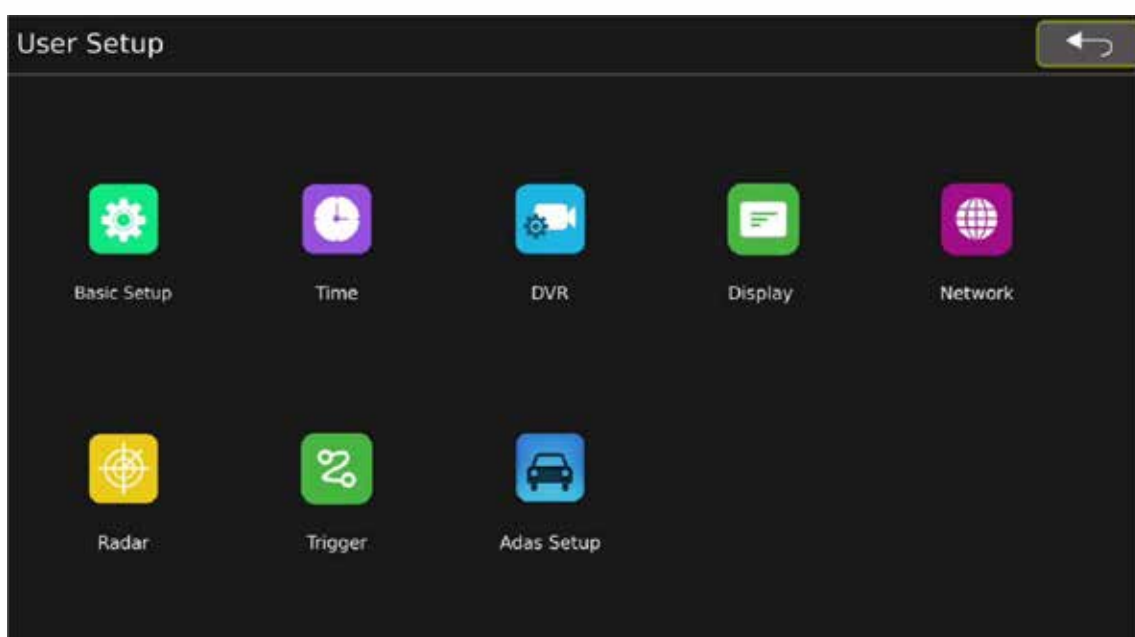 User Setup
Basic Setup
Time
DVR
Display
Network
Radar
Trigger
Adas Setup